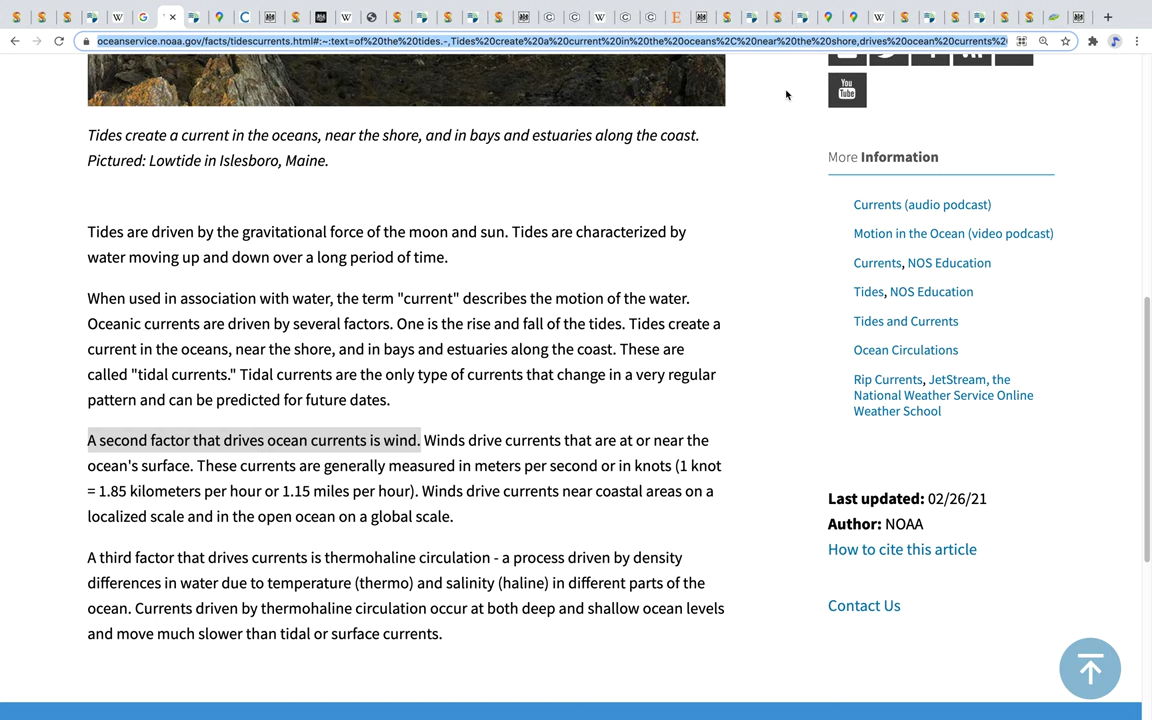 oceanservice.noaa.gov/facts/tidescurrents.html#:~:text=of%20the%20tides.-,Tides%20create%20a%20current%20in%20the%20oceans%2C%20near%20the%20shore,drives%20ocean%20currents%2
You
Tube
Tides create a current in the oceans, near the shore, and in bays and estuaries along the coast.
Pictured: Lowtide in Islesboro, Maine.
Tides are driven by the gravitational force of the moon and sun. Tides are characterized by
water moving up and down over a long period of time.
When used in association with water, the term "current" describes the motion of the water.
Oceanic currents are driven by several factors. One is the rise and fall of the tides. Tides create a
current in the oceans, near the shore, and in bays and estuaries along the coast. These are
called "tidal currents." Tidal currents are the only type of currents that change in a very regular
pattern and can be predicted for future dates.
A second factor that drives ocean currents is wind. Winds drive currents that are at or near the
ocean's surface. These currents are generally measured in meters per second or in knots (1 knot
= 1.85 kilometers per hour or 1.15 miles per hour). Winds drive currents near coastal areas on a
localized scale and in the open ocean on a global scale.
A third factor that drives currents is thermohaline circulation - a process driven by density
differences in water due to temperature (thermo) and salinity (haline) in different parts of the
ocean. Currents driven by thermohaline circulation occur at both deep and shallow ocean levels
and move much slower than tidal or surface currents.
More Information
Currents (audio podcast)
Motion in the Ocean (video podcast)
Currents, NOS Education
Tides, NOS Education
Tides and Currents
Ocean Circulations
Rip Currents, JetStream, the
National Weather Service Online
Weather School
Last updated: 02/26/21
Author: NOAA
How to cite this article
Contact Us